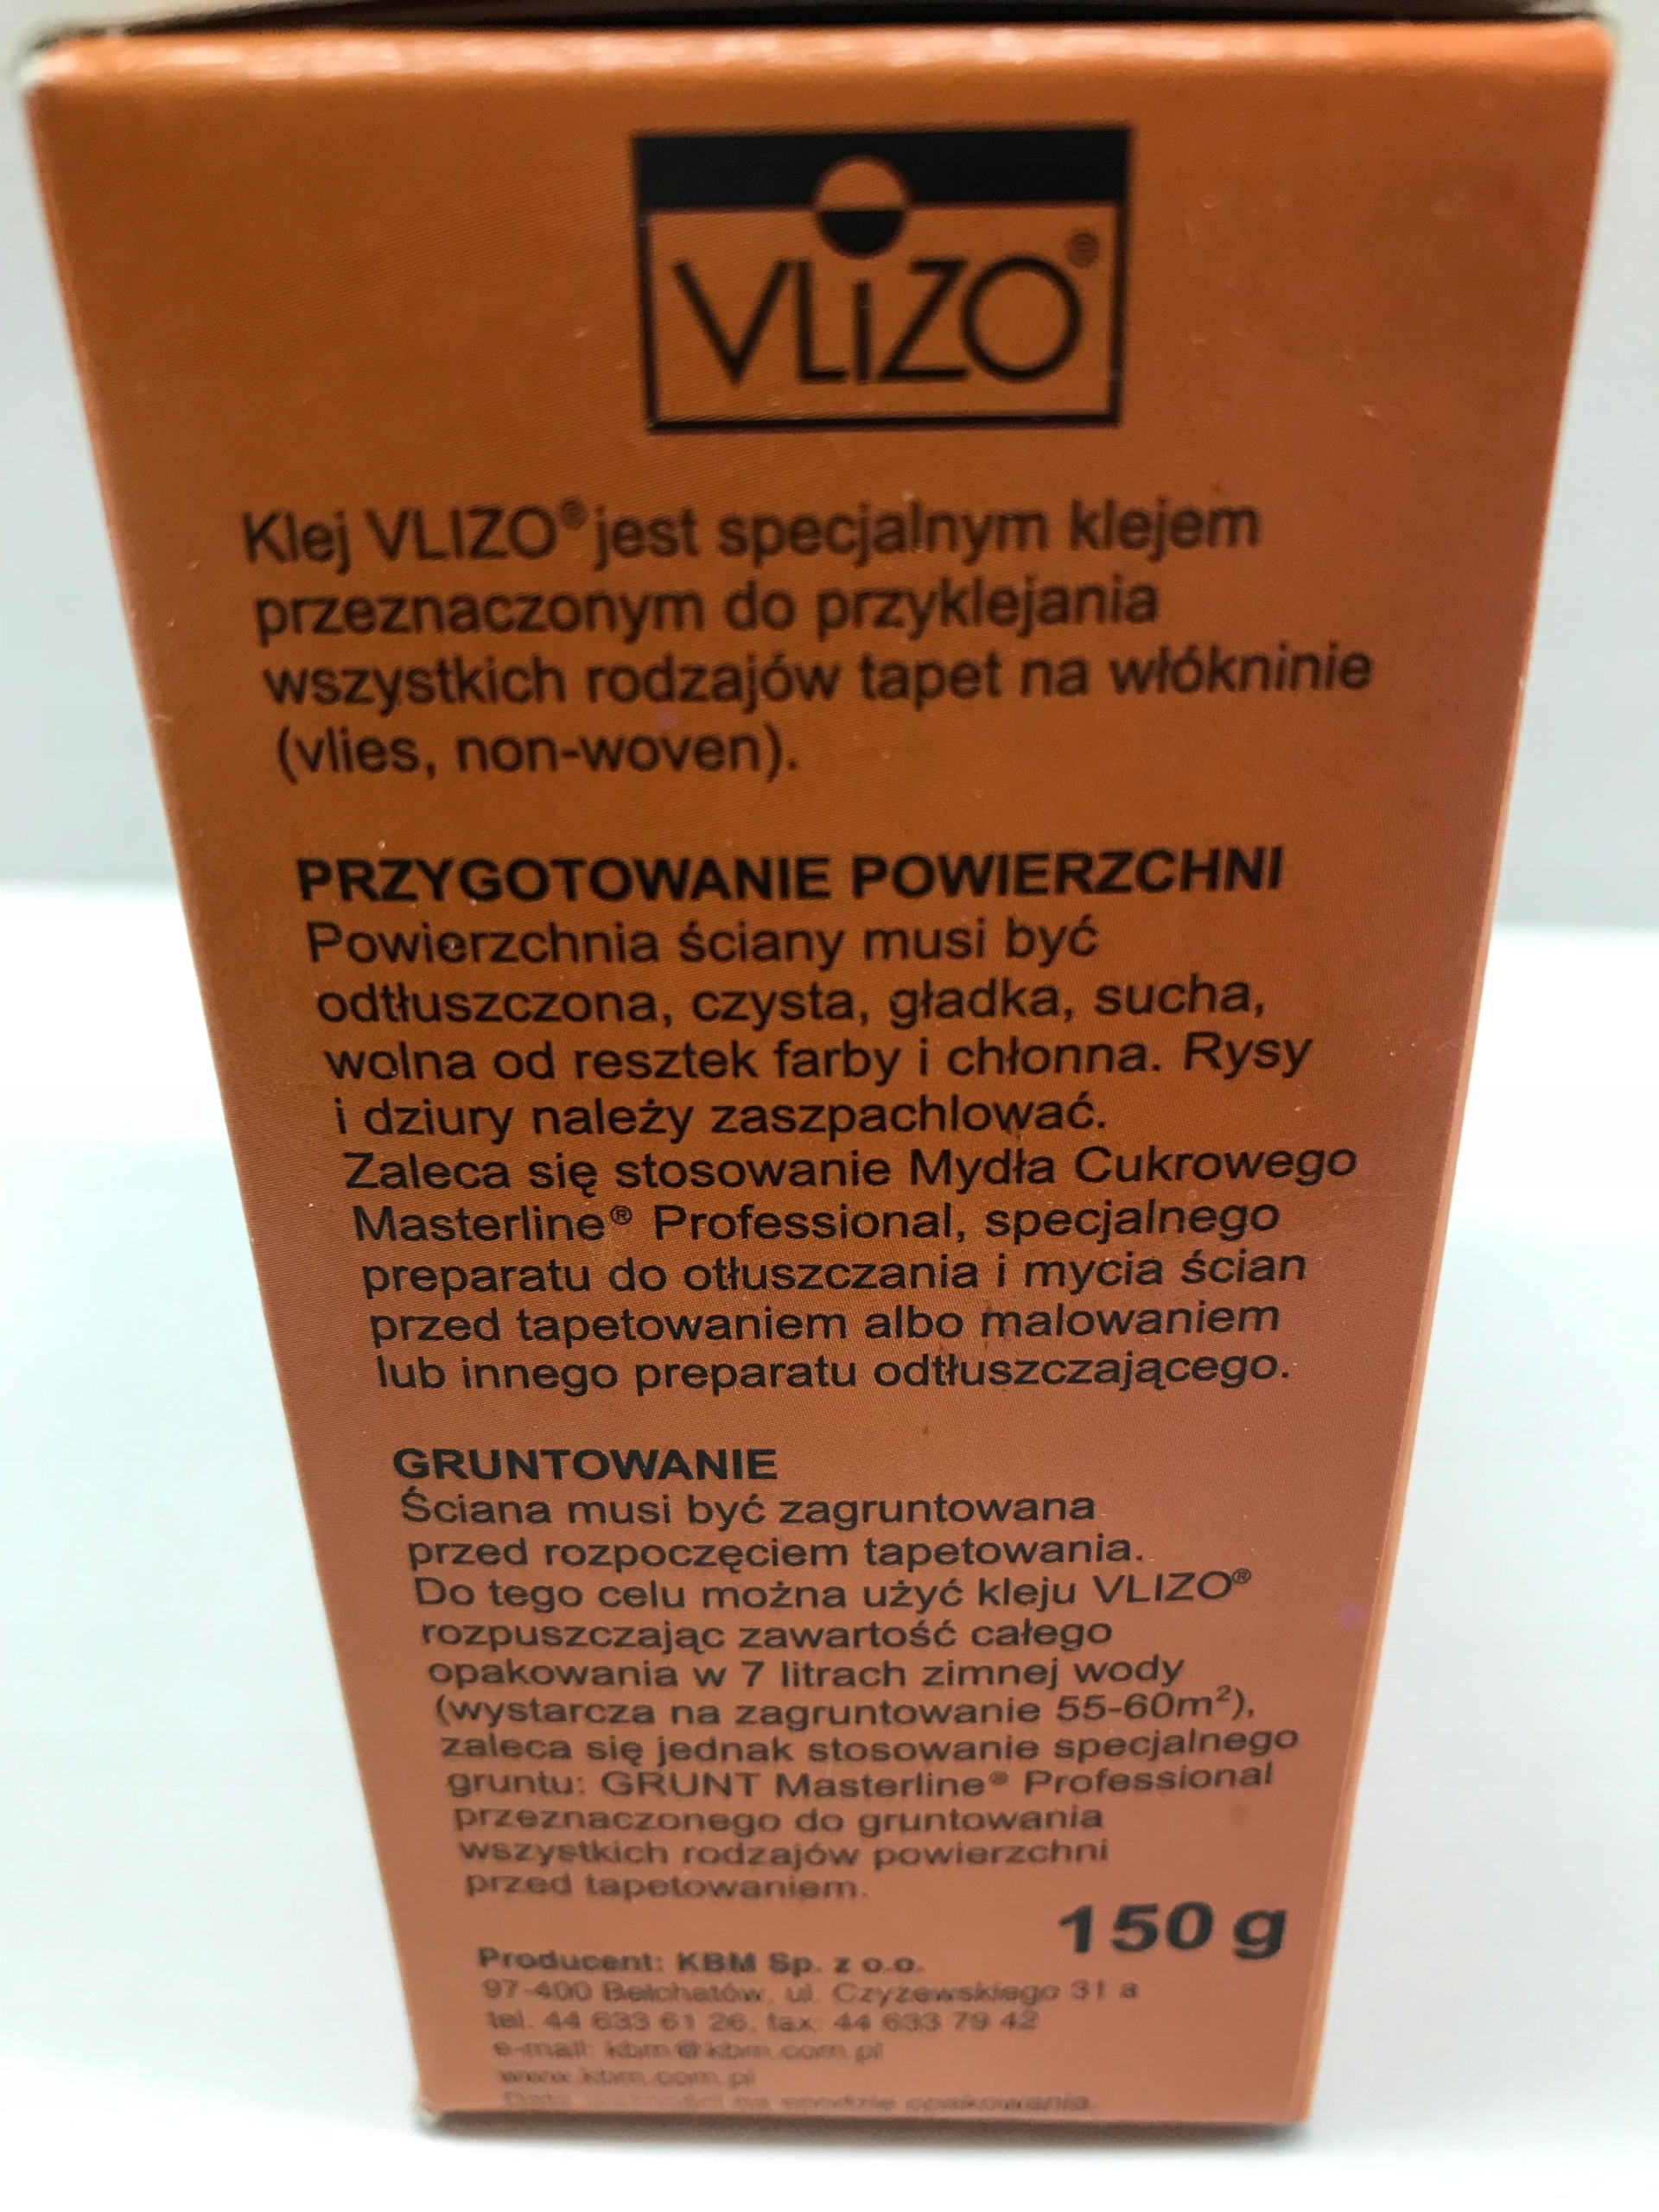 VLiZO®
Klej VLIZO® jest specjalnym klejem
przeznaczonym do przyklejania
wszystkich rodzajów tapet na włókninie
(vlies, non-woven).
PRZYGOTOWANIE POWIERZCHNI
Powierzchnia ściany musi być
odtłuszczona, czysta, gładka, sucha,
wolna od resztek farby i chłonna. Rysy
i dziury należy zaszpachlować.
Zaleca się stosowanie Mydła Cukrowego
Masterline® Professional, specjalnego
preparatu do otłuszczania i mycia ścian
przed tapetowaniem albo malowaniem
lub innego preparatu odtłuszczającego.
GRUNTOWANIE
Ściana musi być zagruntowana
przed rozpoczęciem tapetowania.
Do tego celu można użyć kleju VLIZO®
rozpuszczając zawartość całego
opakowania w 7 litrach zimnej wody
(wystarcza na zagruntowanie 55-60m²),
zaleca się jednak stosowanie specjalnego
gruntu: GRUNT Masterline® Professional
przeznaczonego do gruntowania
wszystkich rodzajów powierzchni
przed tapetowaniem.
150 g
Producent: KBM Sp. z o.o.
97-400 Bełchatów, ul. Czyżewskiego 31 a
tel. 44 633 61 26, fax: 44 633 79 42
e-mail: kbm@kbm.com.pl
www.kbm.com.pl
Data na spodzie opakowania.